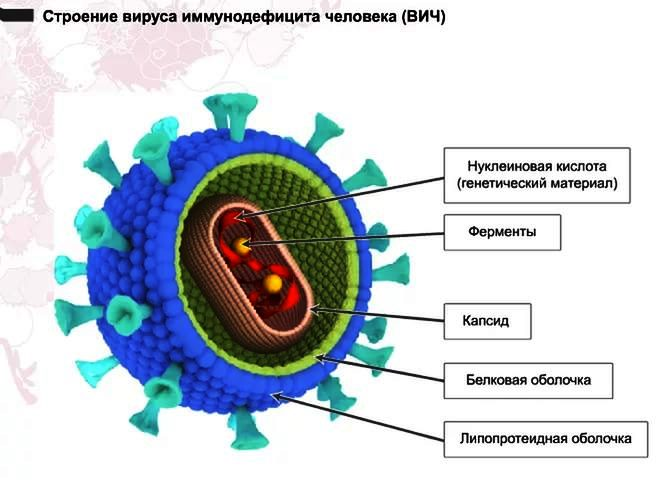 Строение вируса иммунодефицита человека (ВИЧ)
Нуклеиновая кислота
(генетический материал)
Ферменты
Капсид
Белковая оболочка
Липопротеидная оболочка